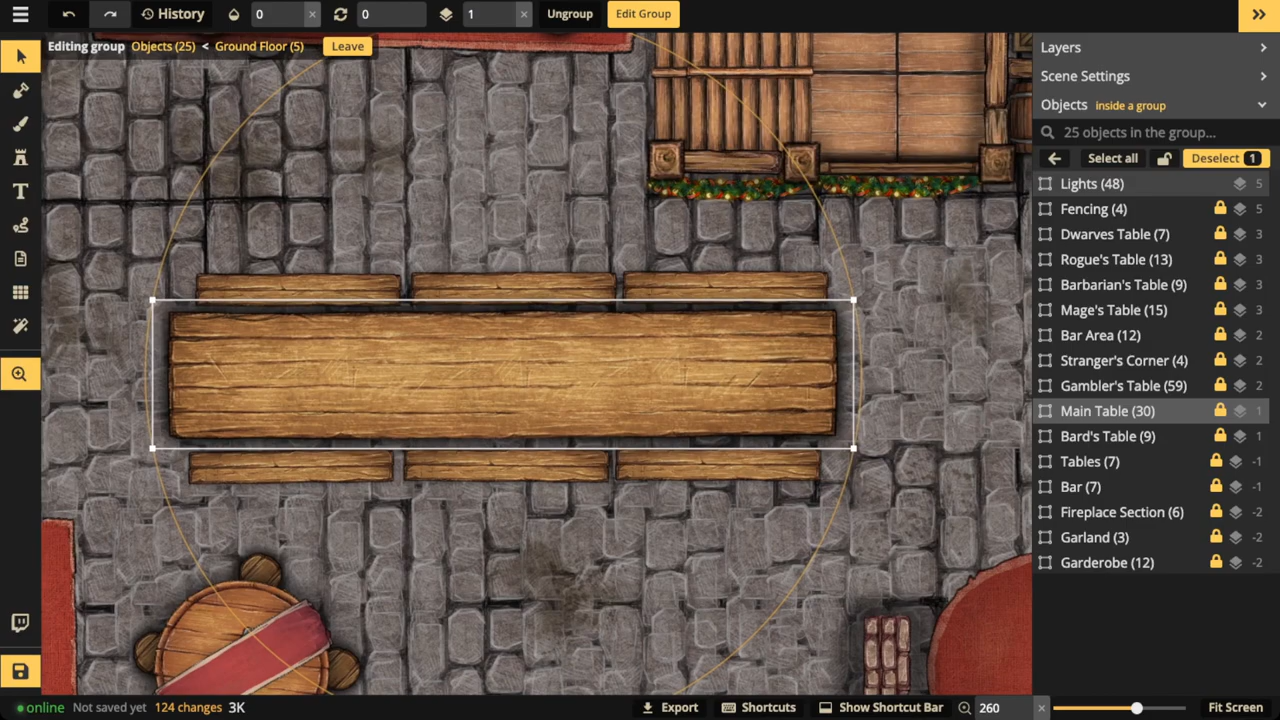 History
0
0
1
Ungroup
Edit Group
Editing group Objects (25) < Ground Floor (5) Leave
Layers
Scene Settings
Objects inside a group
25 objects in the group...
Select all
Deselect 1
Lights (48) 5
Fencing (4) 5
Dwarves Table (7) 3
Rogue's Table (13) 3
Barbarian's Table (9) 3
Mage's Table (15) 3
Bar Area (12) 2
Stranger's Corner (4) 2
Gambler's Table (59) 2
Main Table (30) 1
Bard's Table (9) 1
Tables (7) -1
Bar (7) -1
Fireplace Section (6) -2
Garland (3) -2
Garderobe (12) -2
online Not saved yet 124 changes 3K
Export
Shortcuts
Show Shortcut Bar
260
Fit Screen